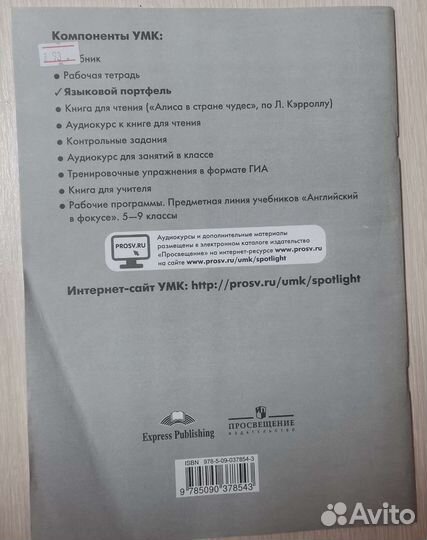 Компоненты УМК:
бник
• Рабочая тетрадь
✓Языковой портфель
• Книга для чтения («Алиса в стране чудес», по Л. Кэрроллу)
• Аудиокурс к книге для чтения
• Контрольные задания
• Аудиокурс для занятий в классе
• Тренировочные упражнения в формате ГИА
• Книга для учителя
• Рабочие программы. Предметная линия учебников «Английский
в фокусе». 5—9 классы
PROSV.RU
Аудиокурсы и дополнительные материалы
размещены в электронном каталоге издательства
«Просвещение» на интернет-ресурсе www.prosv.ru
на сайте www.prosv.ru/umk/spotlight
Интернет-сайт УМК: http://prosv.ru/umk/spotlight
Express Publishing
ПРОСВЕЩЕНИЕ
ИЗДАТЕЛЬСТВО
ISBN 978-5-09-037854-3
9 785090 378543
Avito